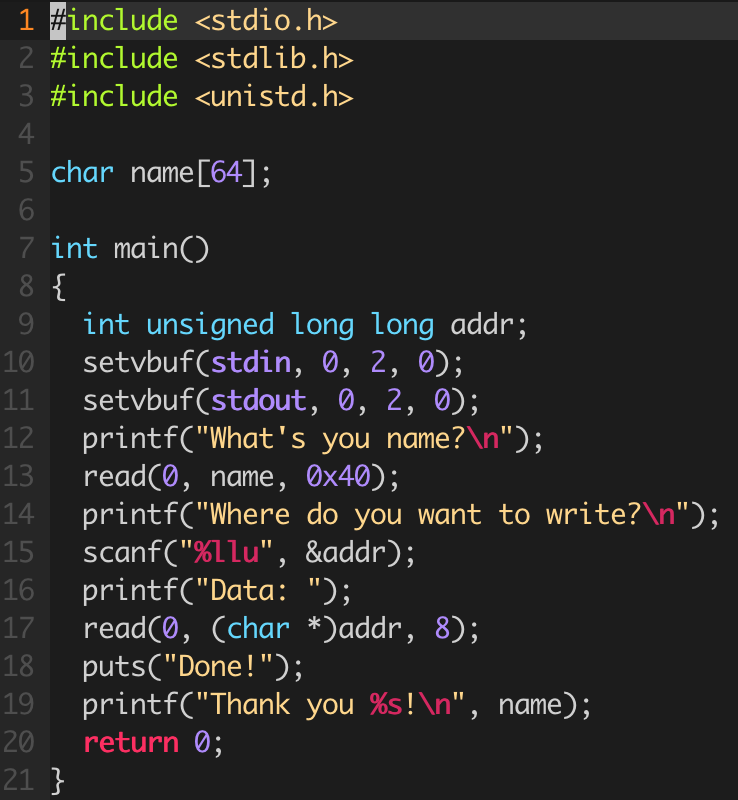 1 #include <stdio.h>
2 #include <stdlib.h>
3 #include <unistd.h>
4
5 char name[64];
6
7 int main()
8 {
9   int unsigned long long addr;
10   setvbuf(stdin, 0, 2, 0);
11   setvbuf(stdout, 0, 2, 0);
12   printf("What's you name?\n");
13   read(0, name, 0x40);
14   printf("Where do you want to write?\n");
15   scanf("%llu", &addr);
16   printf("Data: ");
17   read(0, (char *)addr, 8);
18   puts("Done!");
19   printf("Thank you %s!\n", name);
20   return 0;
21 }